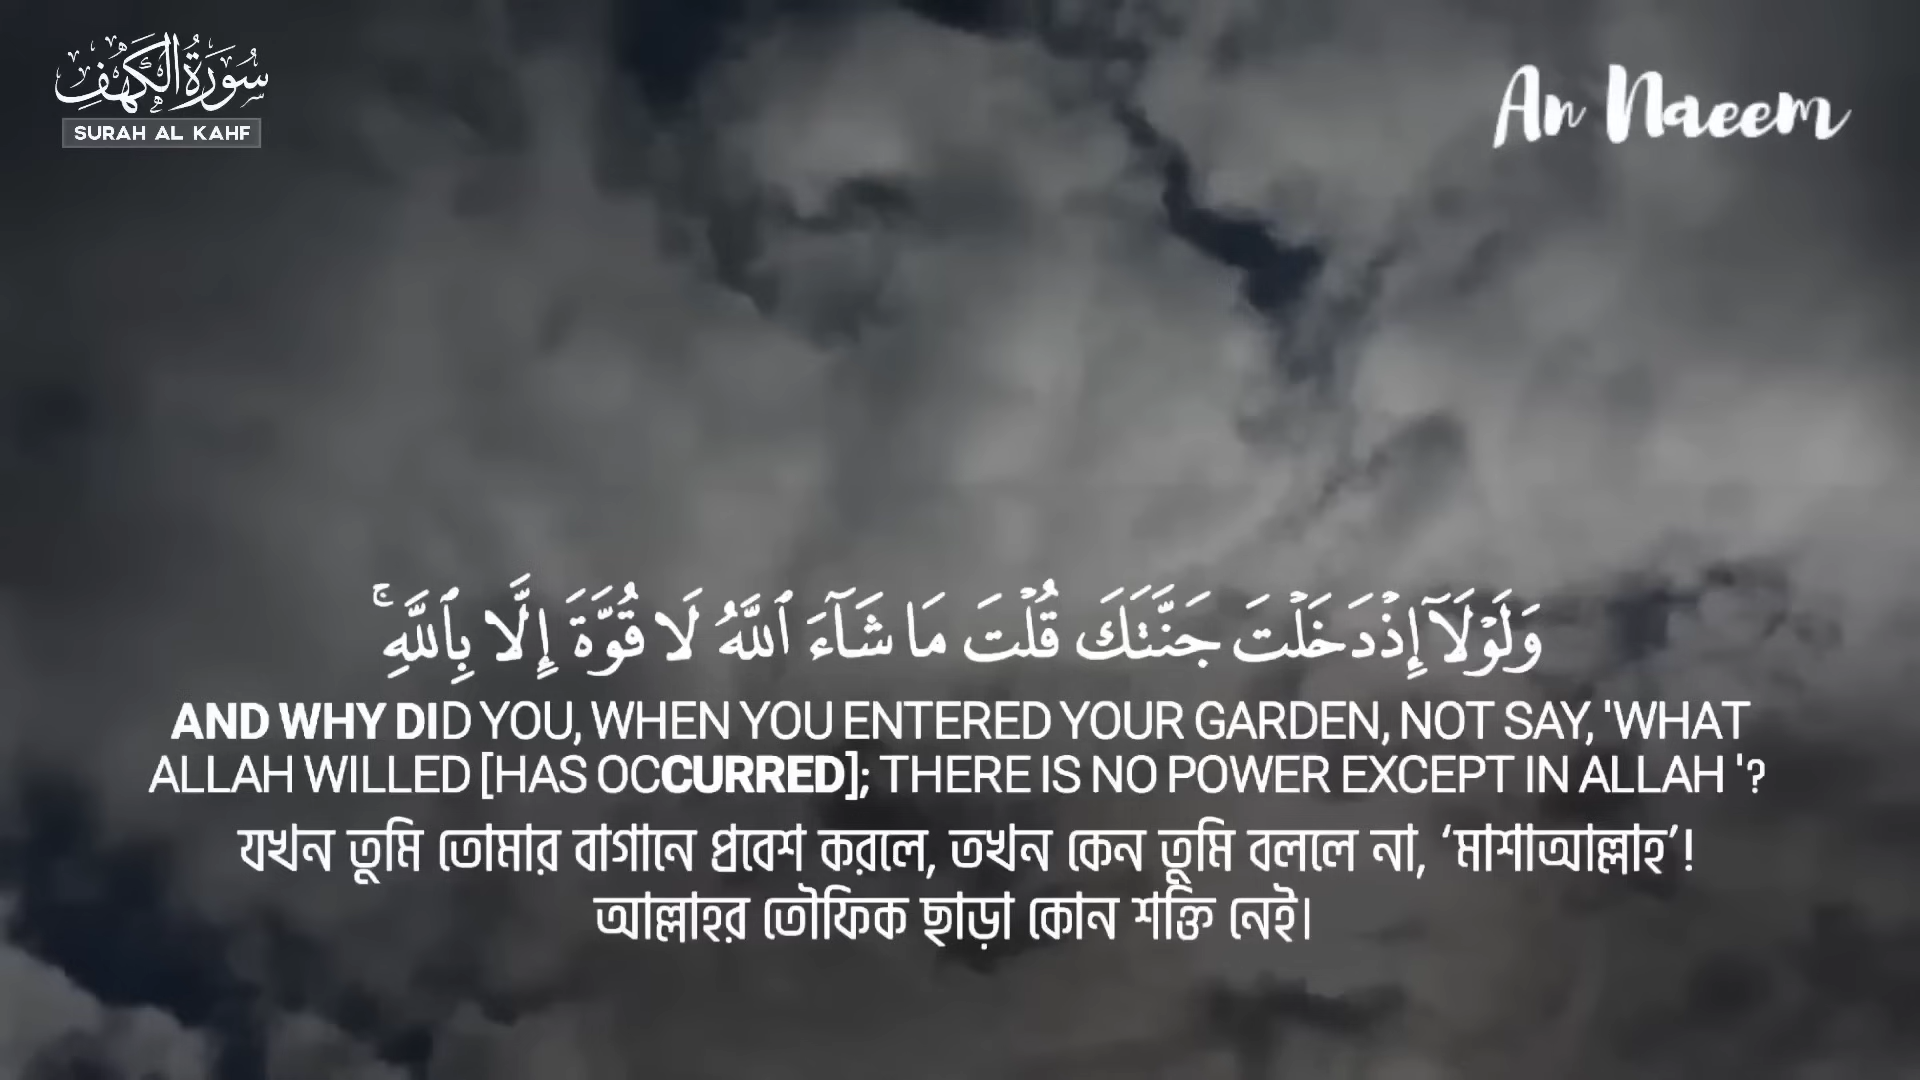 سُورَةُ الكَهْفِ
SURAH AL KAHF
An Naeem
وَلَوْلَآ إِذْ دَخَلْتَ جَنَّتَكَ قُلْتَ مَا شَآءَ ٱللَّهُ لَا قُوَّةَ إِلَّا بِٱللَّهِ ۚ
AND WHY DID YOU, WHEN YOU ENTERED YOUR GARDEN, NOT SAY, 'WHAT
ALLAH WILLED [HAS OCCURRED]; THERE IS NO POWER EXCEPT IN ALLAH '?
যখন তুমি তোমার বাগানে প্রবেশ করলে, তখন কেন তুমি বললে না, ‘মাশাআল্লাহ’!
আল্লাহর তৌফিক ছাড়া কোন শক্তি নেই।